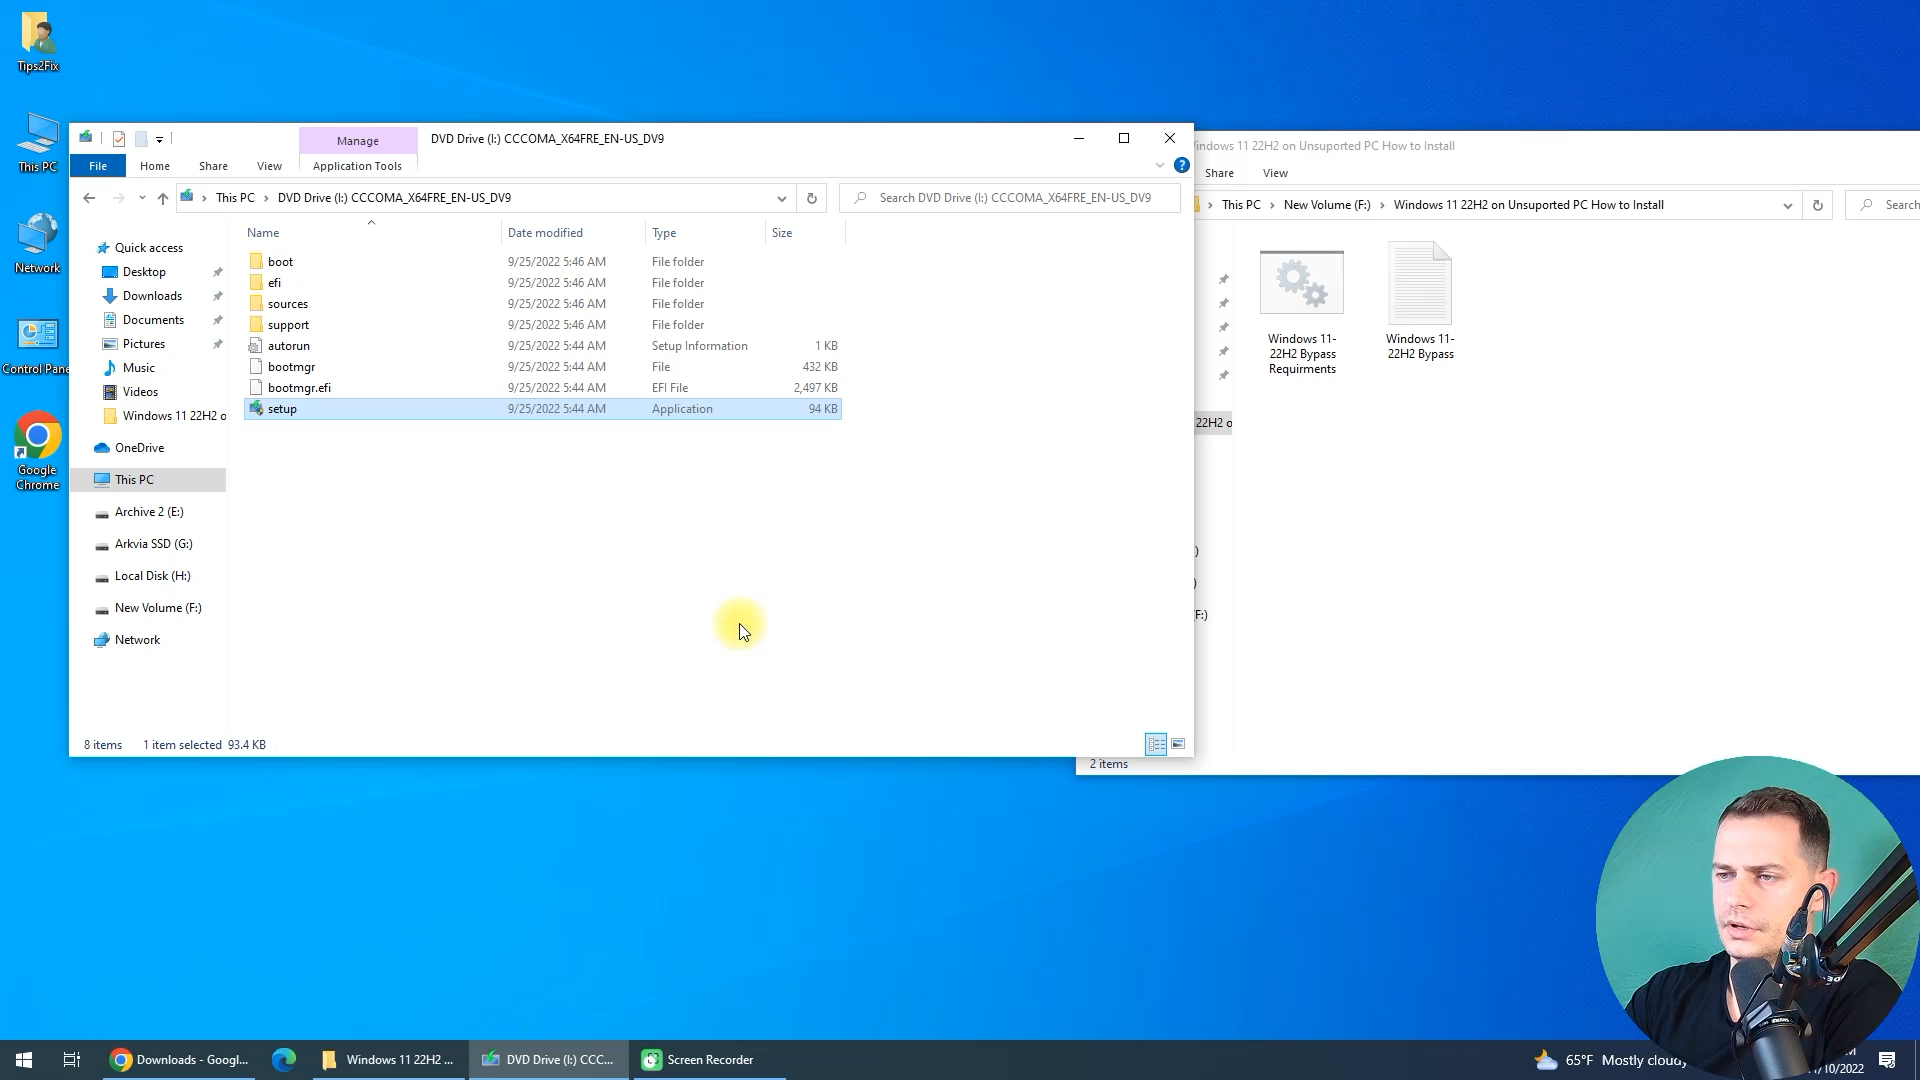 Tips2Fix
This PC
Network
Control Pane
Google
Chrome
Manage
DVD Drive (I:) CCCOMA_X64FRE_EN-US_DV9
File
Home
Share
View
Application Tools
This PC
DVD Drive (I:) CCCOMA_X64FRE_EN-US_DV9
Search DVD Drive (I:) CCCOMA_X64FRE_EN-US_DV9
Name
Date modified
Type
Size
Quick access
Desktop
Downloads
Documents
Pictures
Music
Videos
Windows 11 22H2 o
OneDrive
This PC
Archive 2 (E:)
Arkvia SSD (G:)
Local Disk (H:)
New Volume (F:)
Network
boot 9/25/2022 5:46 AM File folder
efi 9/25/2022 5:46 AM File folder
sources 9/25/2022 5:46 AM File folder
support 9/25/2022 5:46 AM File folder
autorun 9/25/2022 5:44 AM Setup Information 1 KB
bootmgr 9/25/2022 5:44 AM File 432 KB
bootmgr.efi 9/25/2022 5:44 AM EFI File 2,497 KB
setup 9/25/2022 5:44 AM Application 94 KB
8 items 1 item selected 93.4 KB
indows 11 22H2 on Unsuported PC How to Install
Share
View
This PC
New Volume (F:)
Windows 11 22H2 on Unsuported PC How to Install
Search
22H2 o
)
)
F:)
Windows 11-
22H2 Bypass
Requirments
Windows 11-
22H2 Bypass
2 items
Downloads - Googl...
Windows 11 22H2 ...
DVD Drive (I:) CCC...
Screen Recorder
65°F Mostly cloudy
M
1/10/2022